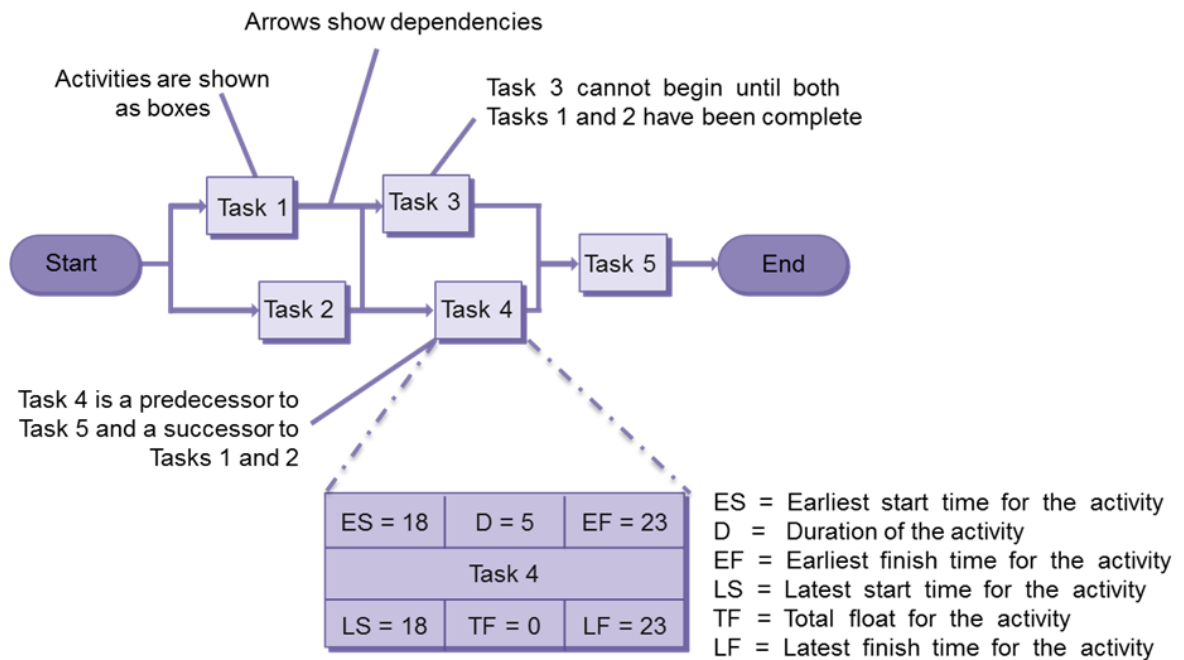 Arrows show dependencies
Activities are shown
as boxes
Task 3 cannot begin until both
Tasks 1 and 2 have been complete
Task 1
Task 3
Start
Task 5
End
Task 2
Task 4
Task 4 is a predecessor to
Task 5 and a successor to
Tasks 1 and 2
ES = 18
D = 5
EF = 23
Task 4
LS = 18
TF = 0
LF = 23
ES = Earliest start time for the activity
D = Duration of the activity
EF = Earliest finish time for the activity
LS = Latest start time for the activity
TF = Total float for the activity
LF = Latest finish time for the activity